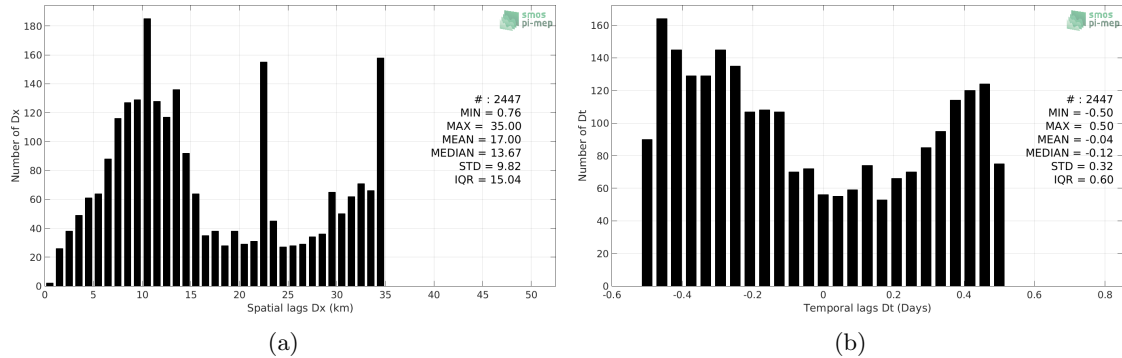 smos
pi-mep
Number of Dx
180
160
140
120
100
80
60
40
20
0
0 5 10 15 20 25 30 35 40 45 50
Spatial lags Dx (km)
# : 2447
MIN = 0.76
MAX = 35.00
MEAN = 17.00
MEDIAN = 13.67
STD = 9.82
IQR = 15.04
(a)
smos
pi-mep
Number of Dt
160
140
120
100
80
60
40
20
0
-0.6 -0.4 -0.2 0 0.2 0.4 0.6 0.8
Temporal lags Dt (Days)
# : 2447
MIN = -0.50
MAX = 0.50
MEAN = -0.04
MEDIAN = -0.12
STD = 0.32
IQR = 0.60
(b)